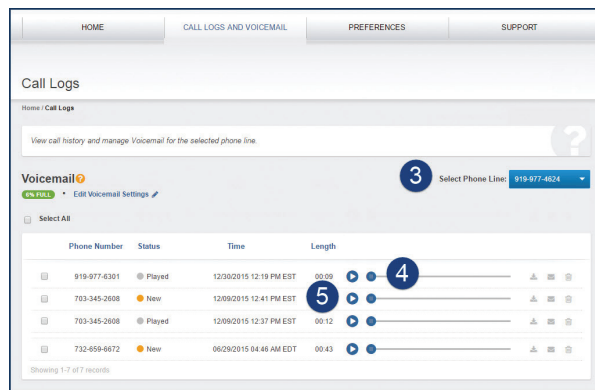 HOME CALL LOGS AND VOICEMAIL PREFERENCES SUPPORT
Call Logs
Home / Call Logs
View call history and manage Voicemail for the selected phone line.
?
Voicemail ?
3 Select Phone Line: 919-977-4624
6% FULL • Edit Voicemail Settings
Select All
Phone Number Status Time Length
919-977-6301 Played 12/30/2015 12:19 PM EST 00:09 4
703-345-2608 New 12/09/2015 12:41 PM EST 5
703-345-2608 Played 12/09/2015 12:37 PM EST 00:12
732-659-6672 New 06/29/2015 04:46 AM EDT 00:43
Showing 1-7 of 7 records